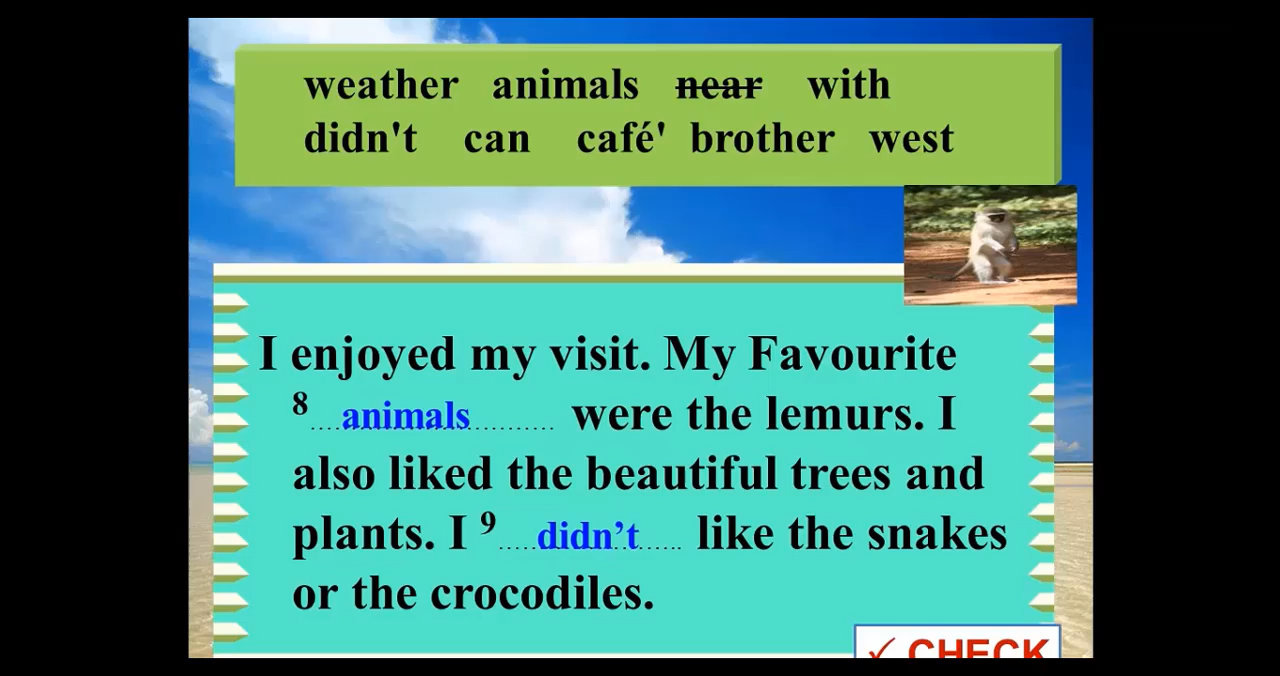 weather animals near with
didn't can café' brother west
I enjoyed my visit. My Favourite
8....animals.......... were the lemurs. I
also liked the beautiful trees and
plants. I 9.....didn’t..... like the snakes
or the crocodiles.
✓ CHECK